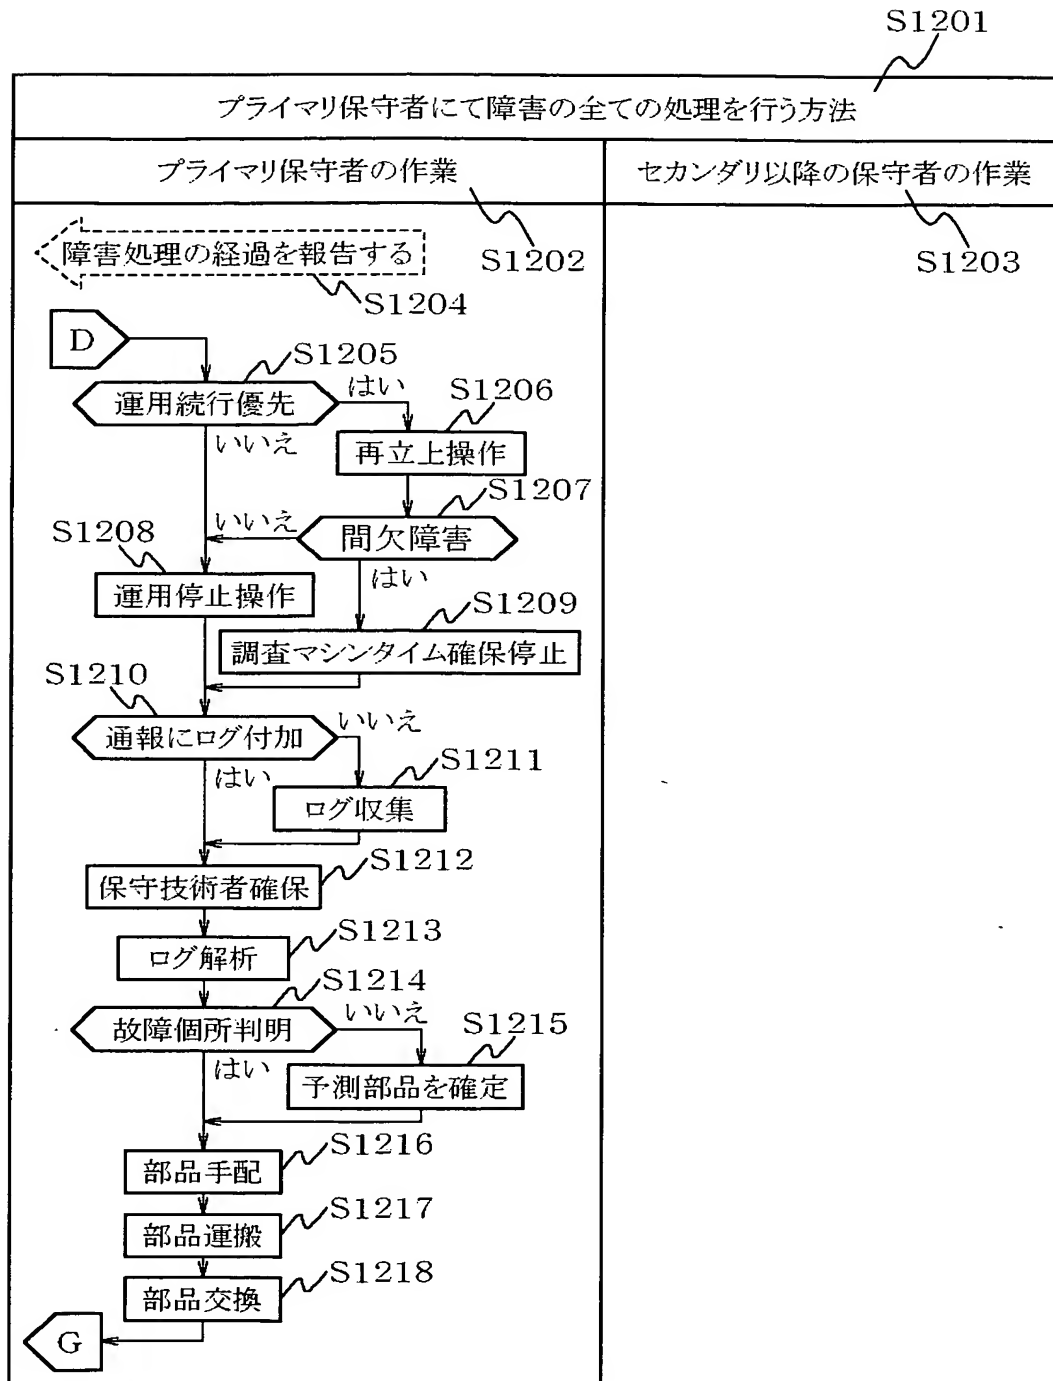 S1201
プライマリ保守者にて障害の全ての処理を行う方法
プライマリ保守者の作業
セカンダリ以降の保守者の作業
S1202
S1203
障害処理の経過を報告する
S1204
D
S1205
運用続行優先
はい
いいえ
S1206
再立上操作
S1207
間欠障害
いいえ
はい
S1208
運用停止操作
S1209
調査マシンタイム確保停止
S1210
通報にログ付加
いいえ
はい
S1211
ログ収集
S1212
保守技術者確保
S1213
ログ解析
S1214
故障個所判明
いいえ
はい
S1215
予測部品を確定
S1216
部品手配
S1217
部品運搬
S1218
部品交換
G